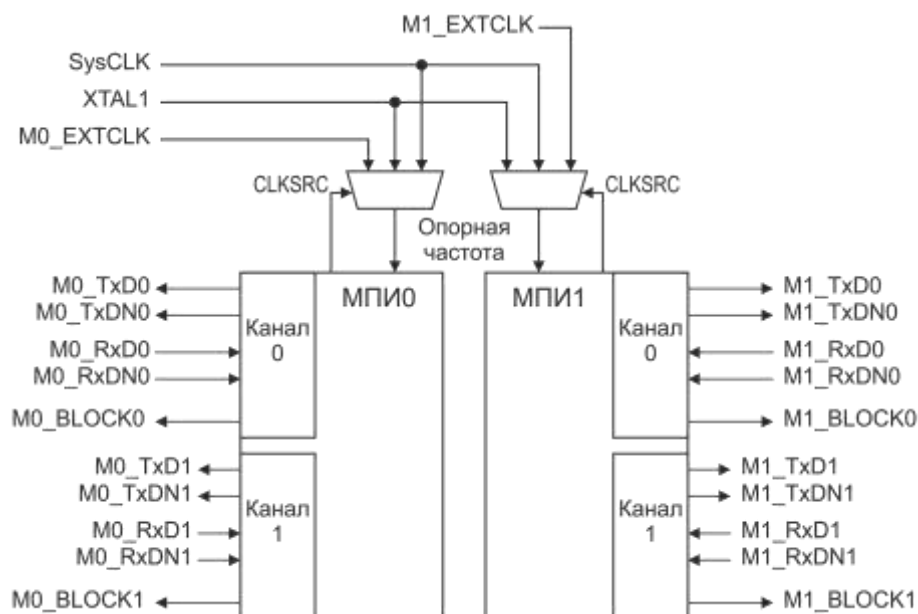 M1_EXTCLK
SysCLK
XTAL1
M0_EXTCLK
CLKSRC
CLKSRC
Опорная
частота
M0_TxD0
M0_TxDN0
M0_RxD0
M0_RxDN0
M0_BLOCK0
M0_TxD1
M0_TxDN1
M0_RxD1
M0_RxDN1
M0_BLOCK1
Канал
0
Канал
1
МПИ0
МПИ1
Канал
0
Канал
1
M1_TxD0
M1_TxDN0
M1_RxD0
M1_RxDN0
M1_BLOCK0
M1_TxD1
M1_TxDN1
M1_RxD1
M1_RxDN1
M1_BLOCK1